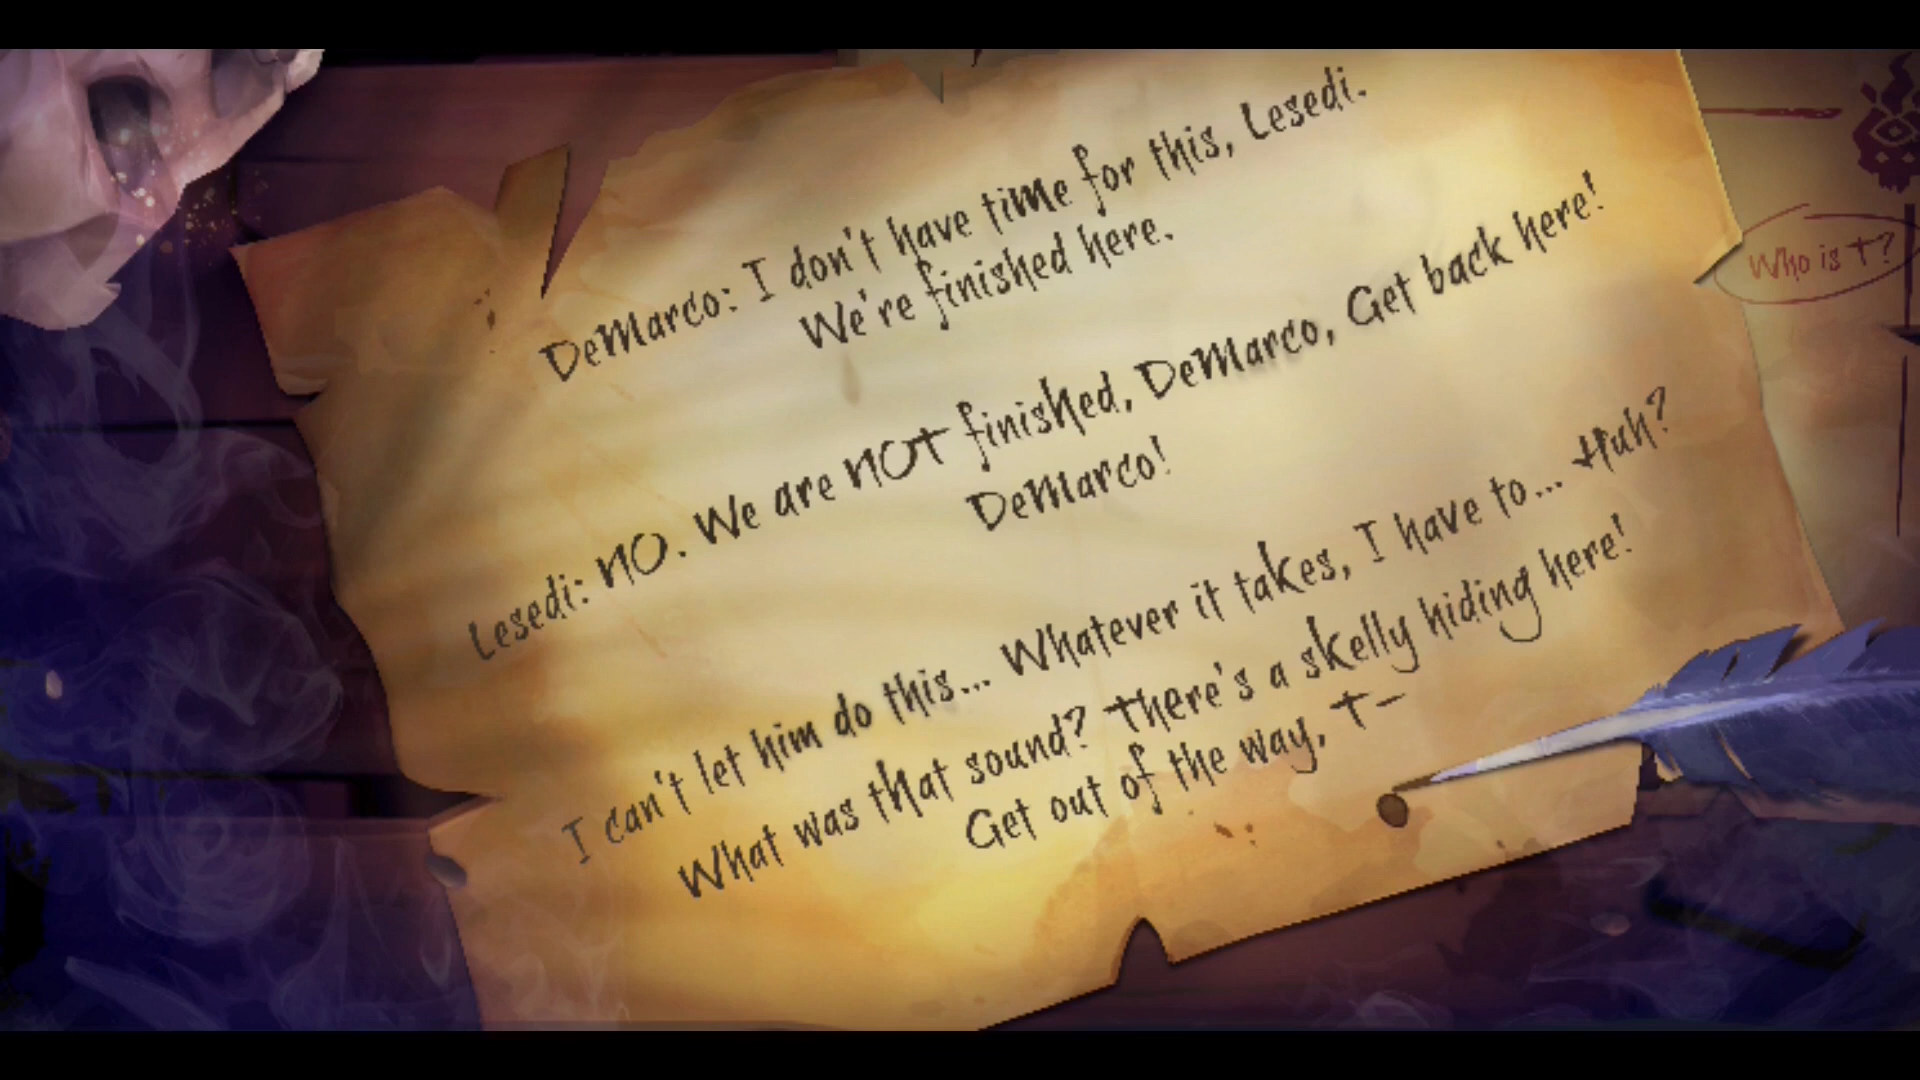 DeMarco: I don't have time for this, Lesedi.
We're finished here.
Lesedi: NO. We are NOT finished, DeMarco, Get back here!
DeMarco!
I can't let him do this... Whatever it takes, I have to... Huh?
What was that sound? There's a skelly hiding here!
Get out of the way, T-
Who is T?